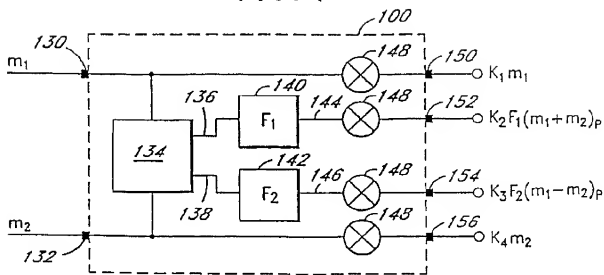 100
130
m₁
148
150
K₁m₁
136
140
F₁
144
148
152
K₂F₁(m₁+m₂)ₚ
134
138
142
F₂
146
148
154
K₃F₂(m₁-m₂)ₚ
m₂
132
148
156
K₄m₂